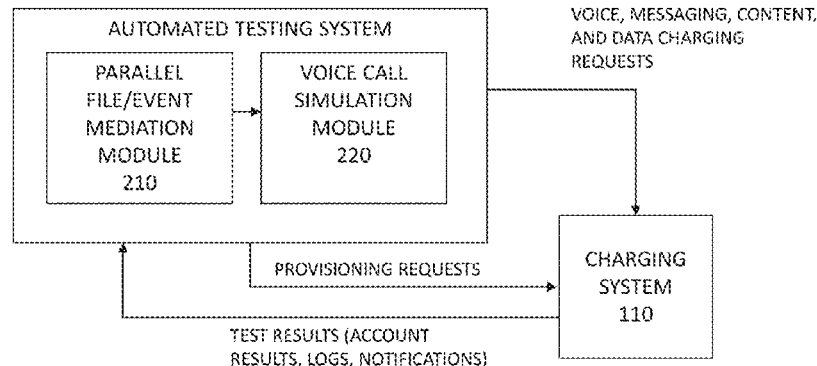 AUTOMATED TESTING SYSTEM
PARALLEL
FILE/EVENT
MEDIATION
MODULE
210
VOICE CALL
SIMULATION
MODULE
220
VOICE, MESSAGING, CONTENT,
AND DATA CHARGING
REQUESTS
PROVISIONING REQUESTS
CHARGING
SYSTEM
110
TEST RESULTS (ACCOUNT
RESULTS, LOGS, NOTIFICATIONS)